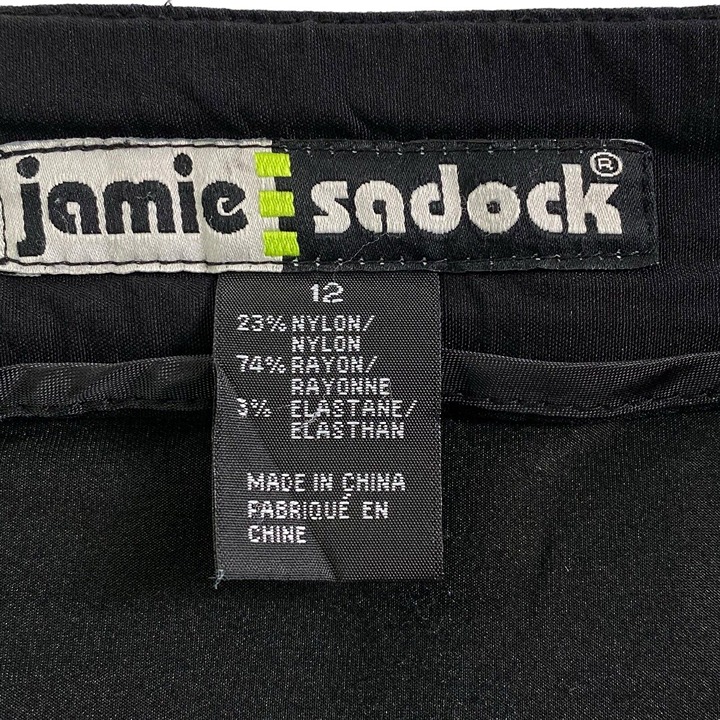 jamie sadock®
12
23% NYLON/
NYLON
74% RAYON/
RAYONNE
3% ELASTANE/
ELASTHAN
MADE IN CHINA
FABRIQUÉ EN
CHINE